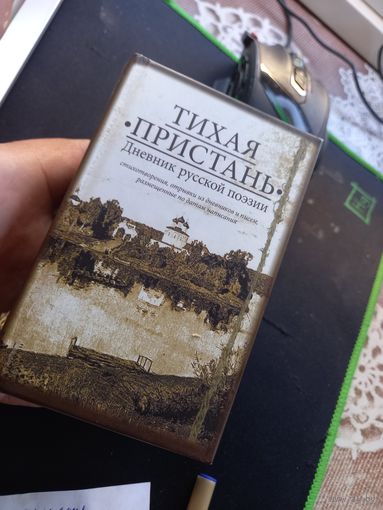 ТИХАЯ
•ПРИСТАНЬ•
Дневник русской поэзии
стихотворения, отрывки из дневников и писем,
размещенные по датам написания